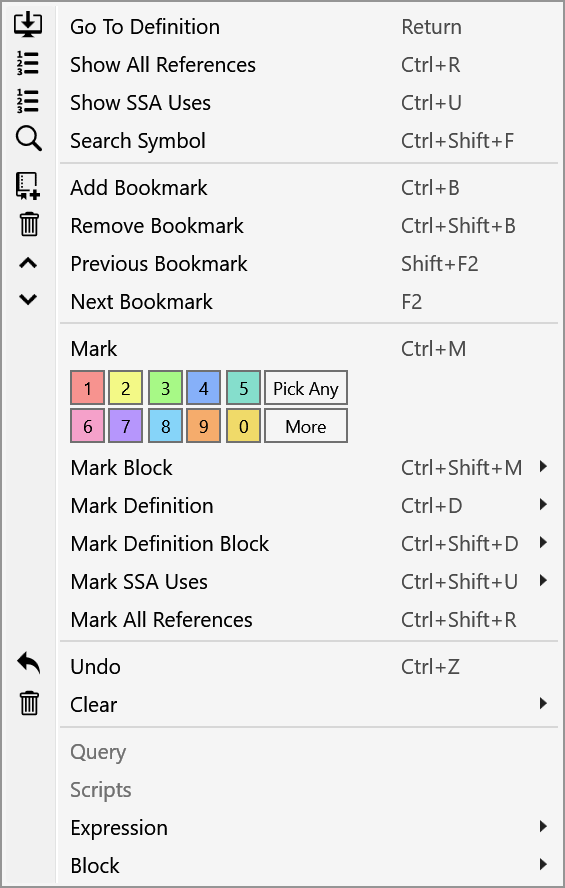 Go To Definition Return
Show All References Ctrl+R
Show SSA Uses Ctrl+U
Search Symbol Ctrl+Shift+F
Add Bookmark Ctrl+B
Remove Bookmark Ctrl+Shift+B
Previous Bookmark Shift+F2
Next Bookmark F2
Mark Ctrl+M
1 2 3 4 5 Pick Any
6 7 8 9 0 More
Mark Block Ctrl+Shift+M
Mark Definition Ctrl+D
Mark Definition Block Ctrl+Shift+D
Mark SSA Uses Ctrl+Shift+U
Mark All References Ctrl+Shift+R
Undo Ctrl+Z
Clear
Query
Scripts
Expression
Block